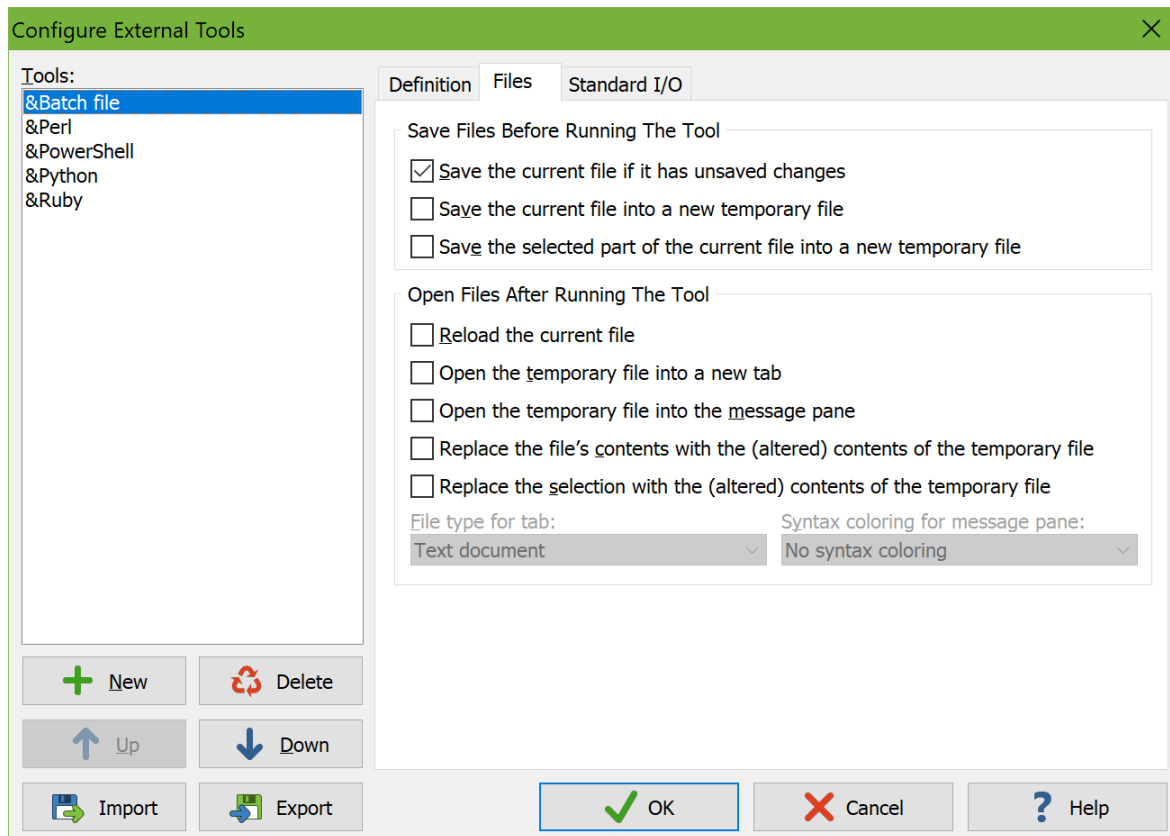 Configure External Tools
Tools:
&Batch file
&Perl
&PowerShell
&Python
&Ruby
New
Delete
Up
Down
Import
Export
Definition
Files
Standard I/O
Save Files Before Running The Tool
Save the current file if it has unsaved changes
Save the current file into a new temporary file
Save the selected part of the current file into a new temporary file
Open Files After Running The Tool
Reload the current file
Open the temporary file into a new tab
Open the temporary file into the message pane
Replace the file’s contents with the (altered) contents of the temporary file
Replace the selection with the (altered) contents of the temporary file
File type for tab:
Syntax coloring for message pane:
Text document
No syntax coloring
OK
Cancel
Help